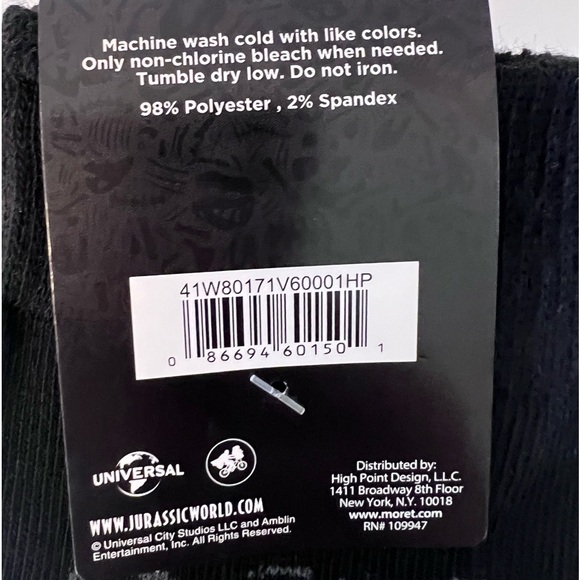 Machine wash cold with like colors.
Only non-chlorine bleach when needed.
Tumble dry low. Do not iron.
98% Polyester , 2% Spandex
41W80171V60001HP
0 86694 60150 1
UNIVERSAL
WWW.JURASSICWORLD.COM
© Universal City Studios LLC and Amblin
Entertainment, Inc. All Rights Reserved.
Distributed by:
High Point Design, L.L.C.
1411 Broadway 8th Floor
New York, N.Y. 10018
www.moret.com
RN# 109947